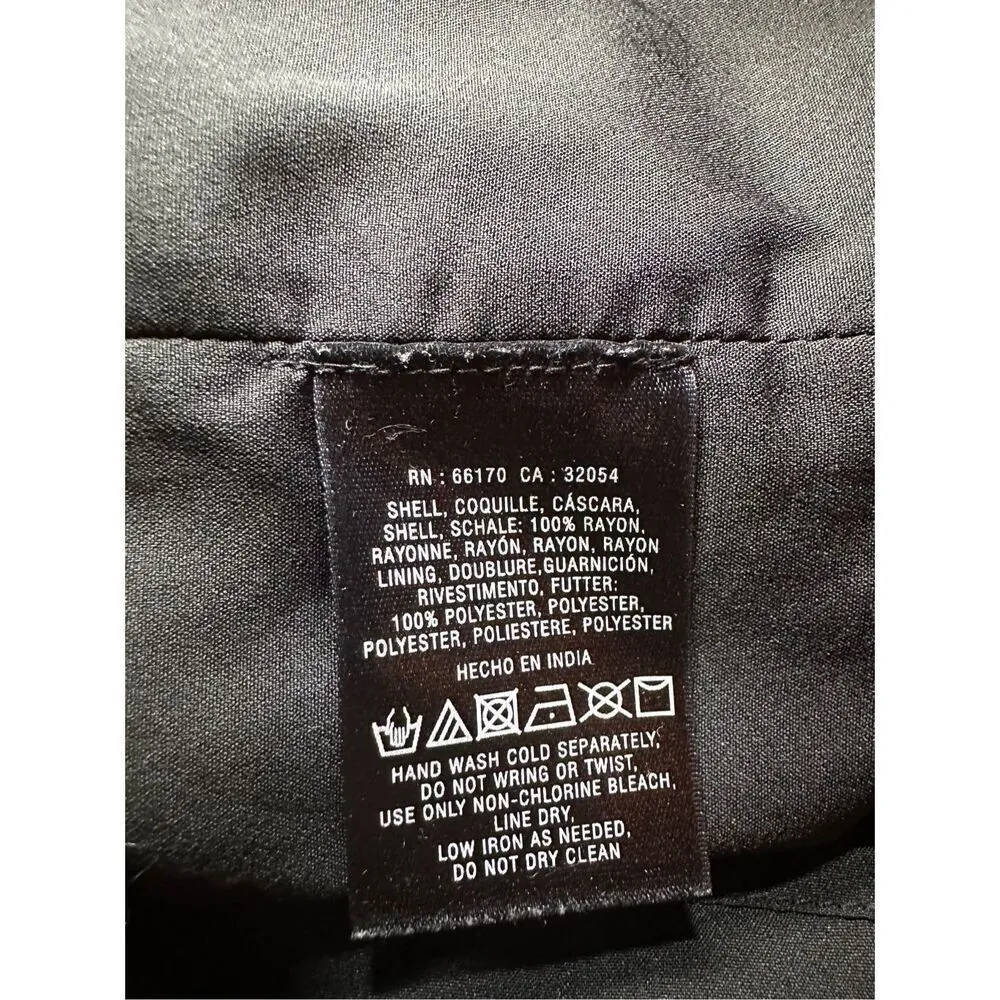 RN : 66170 CA : 32054
SHELL, COQUILLE, CÁSCARA,
SHELL, SCHALE: 100% RAYON,
RAYONNE, RAYÓN, RAYON, RAYON
LINING, DOUBLURE,GUARNICIÓN,
RIVESTIMENTO, FUTTER:
100% POLYESTER, POLYESTER,
POLYESTER, POLIESTERE, POLYESTER
HECHO EN INDIA
HAND WASH COLD SEPARATELY,
DO NOT WRING OR TWIST,
USE ONLY NON-CHLORINE BLEACH,
LINE DRY,
LOW IRON AS NEEDED,
DO NOT DRY CLEAN